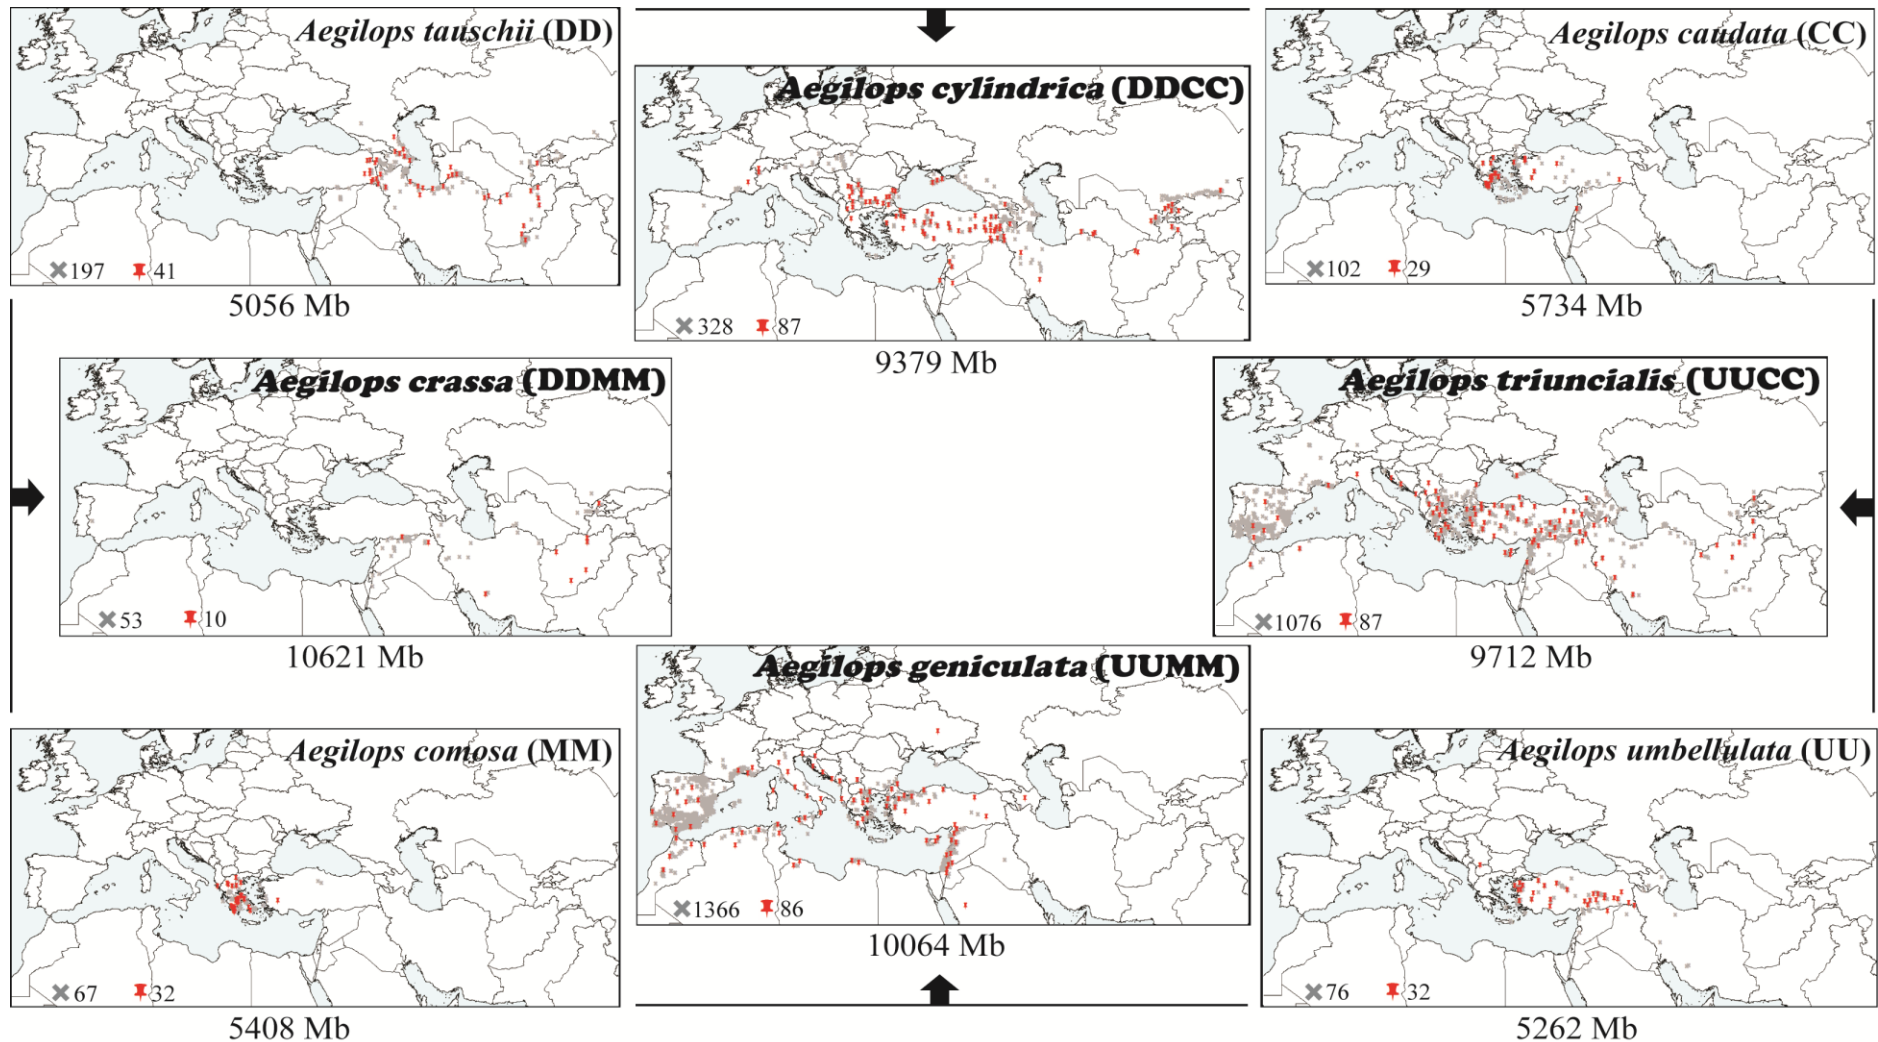 Aegilops tauschii (DD)
197 41
5056 Mb
Aegilops cylindrica (DDCC)
328 87
9379 Mb
Aegilops caudata (CC)
102 29
5734 Mb
Aegilops crassa (DDMM)
53 10
10621 Mb
Aegilops triuncialis (UUCC)
1076 87
9712 Mb
Aegilops comosa (MM)
67 32
5408 Mb
Aegilops geniculata (UUMM)
1366 86
10064 Mb
Aegilops umbellulata (UU)
76 32
5262 Mb